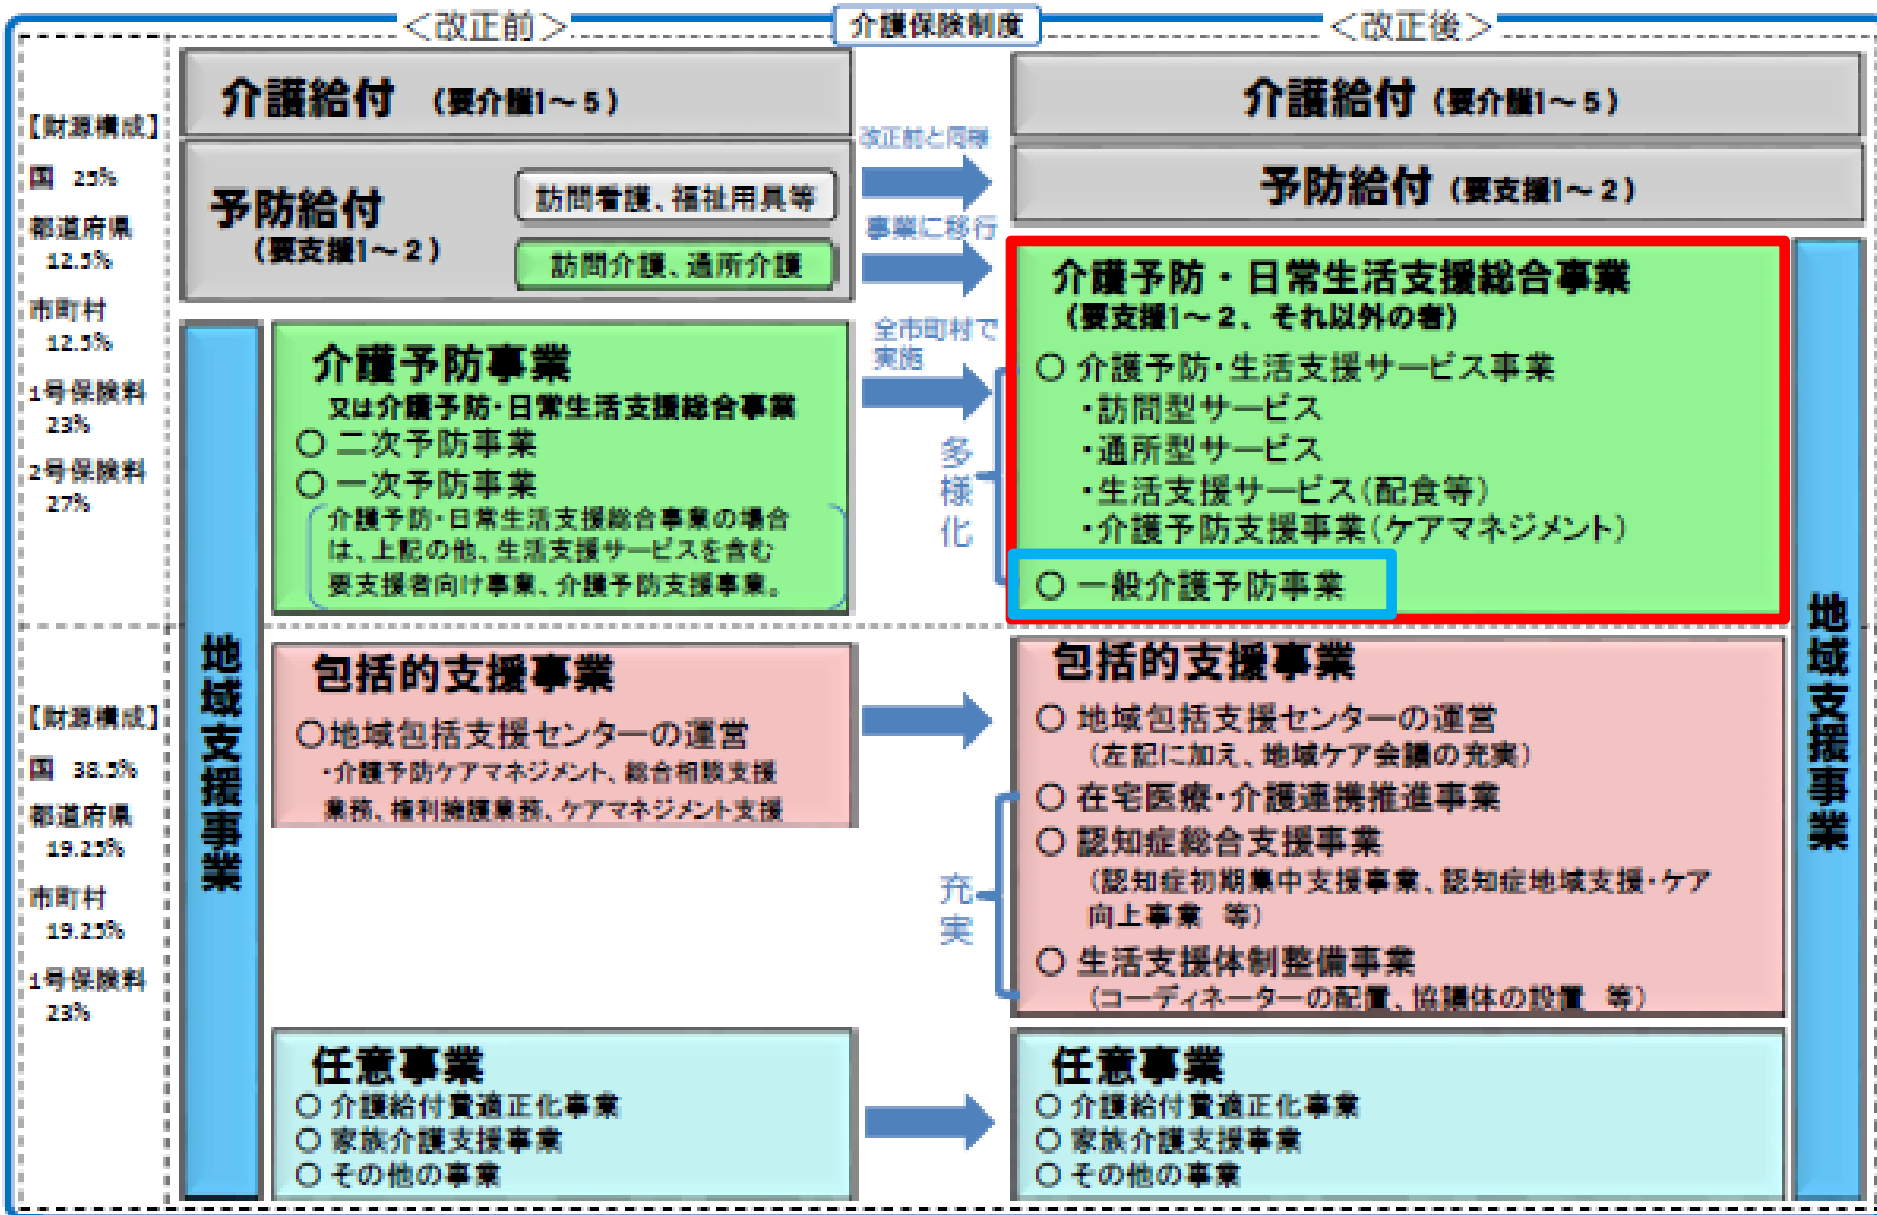 ＜改正前＞
介護保険制度
＜改正後＞
【財源構成】
国 25%
都道府県
12.5%
市町村
12.5%
1号保険料
23%
2号保険料
27%
介護給付 （要介護1～5）
予防給付
（要支援1～2）
訪問看護、福祉用具等
訪問介護、通所介護
介護予防事業
又は介護予防・日常生活支援総合事業
○ 二次予防事業
○ 一次予防事業
介護予防・日常生活支援総合事業の場合
は、上記の他、生活支援サービスを含む
要支援者向け事業、介護予防支援事業。
改正前と同様
事業に移行
全市町村で
実施
多様化
介護給付（要介護1～5）
予防給付（要支援1～2）
介護予防・日常生活支援総合事業
（要支援1～2、それ以外の者）
○ 介護予防・生活支援サービス事業
・訪問型サービス
・通所型サービス
・生活支援サービス（配食等）
・介護予防支援事業（ケアマネジメント）
○ 一般介護予防事業
【財源構成】
国 38.5%
都道府県
19.25%
市町村
19.25%
1号保険料
23%
地域支援事業
包括的支援事業
○地域包括支援センターの運営
・介護予防ケアマネジメント、総合相談支援
業務、権利擁護業務、ケアマネジメント支援
充実
包括的支援事業
○ 地域包括支援センターの運営
（左記に加え、地域ケア会議の充実）
○ 在宅医療・介護連携推進事業
○ 認知症総合支援事業
（認知症初期集中支援事業、認知症地域支援・ケア
向上事業 等）
○ 生活支援体制整備事業
（コーディネーターの配置、協議体の設置 等）
地域支援事業
任意事業
○ 介護給付費適正化事業
○ 家族介護支援事業
○ その他の事業
任意事業
○ 介護給付費適正化事業
○ 家族介護支援事業
○ その他の事業